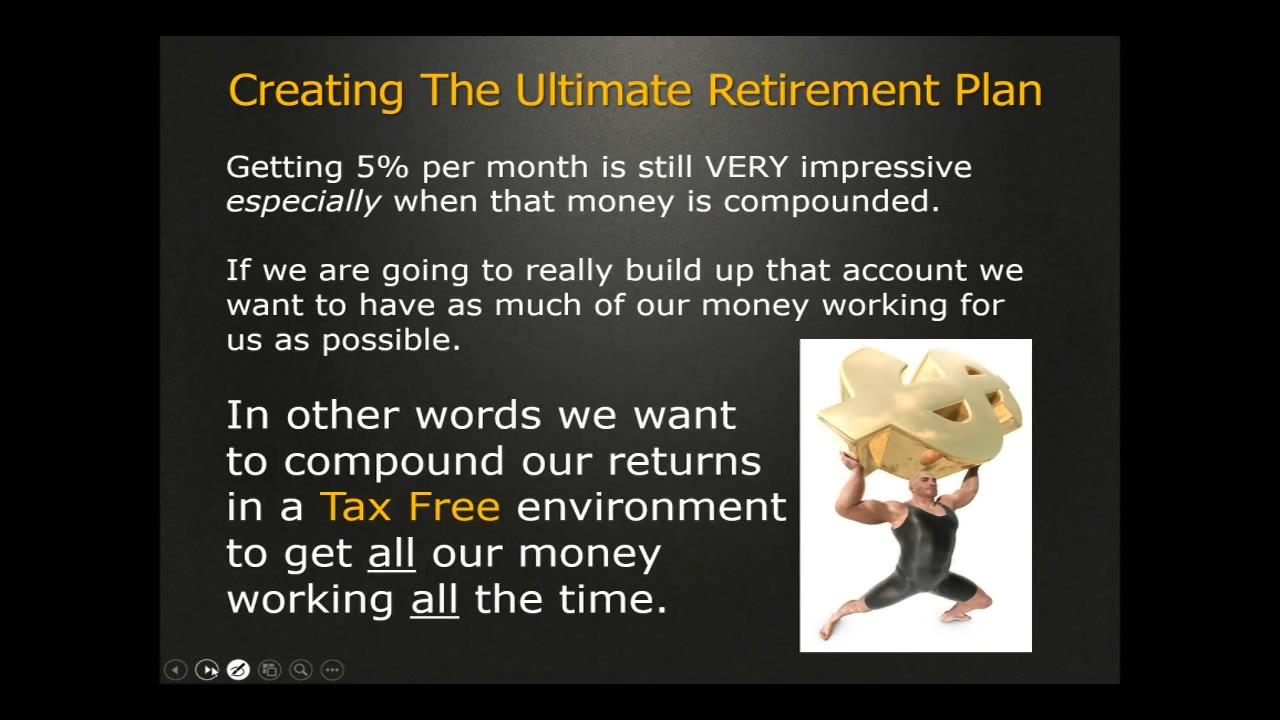 Creating The Ultimate Retirement Plan
Getting 5% per month is still VERY impressive
especially when that money is compounded.
If we are going to really build up that account we
want to have as much of our money working for
us as possible.
In other words we want
to compound our returns
in a Tax Free environment
to get all our money
working all the time.